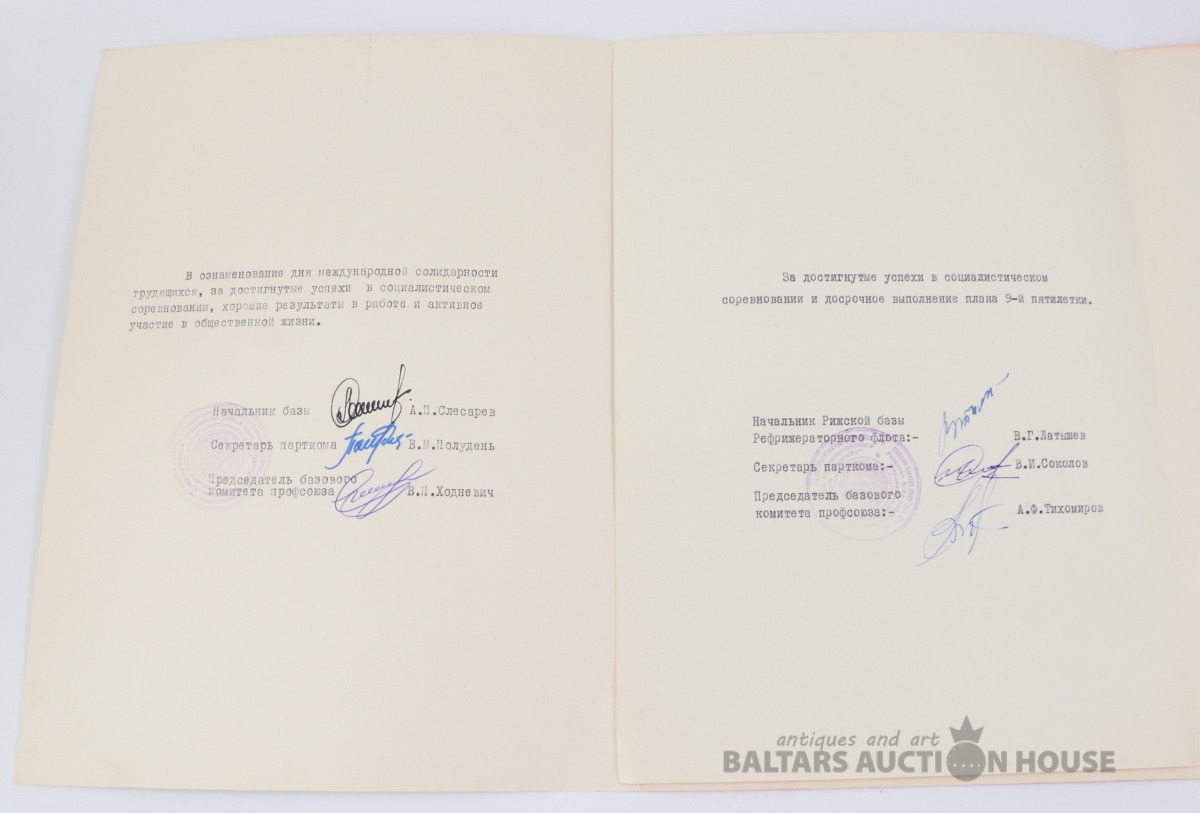 В ознаменование дня международной солидарности
трудящихся, за достигнутые успехи в социалистическом
соревновании, хорошие результаты в работе и активное
участие в общественной жизни.
Начальник базы А.П.Слесарев
Секретарь парткома В.М.Полудень
Председатель базового
комитета профсоюза В.П.Ходневич
За достигнутые успехи в социалистическом
соревновании и досрочное выполнение плана 9-й пятилетки.
Начальник Рижской базы
Рефрижераторного флота:- В.Г.Латышев
Секретарь парткома:- В.И.Соколов
Председатель базового
комитета профсоюза:- А.Ф.Тихомиров
antiques and art
BALTARS AUCTION HOUSE